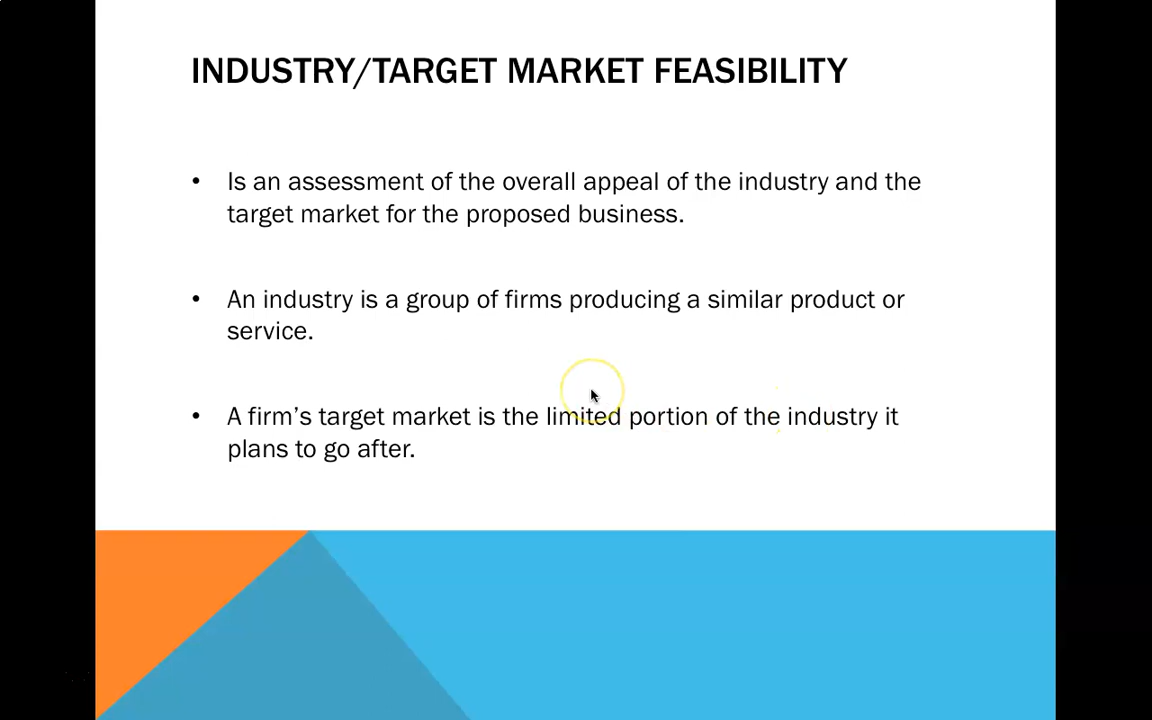 INDUSTRY/TARGET MARKET FEASIBILITY
• Is an assessment of the overall appeal of the industry and the
target market for the proposed business.
• An industry is a group of firms producing a similar product or
service.
• A firm’s target market is the limited portion of the industry it
plans to go after.